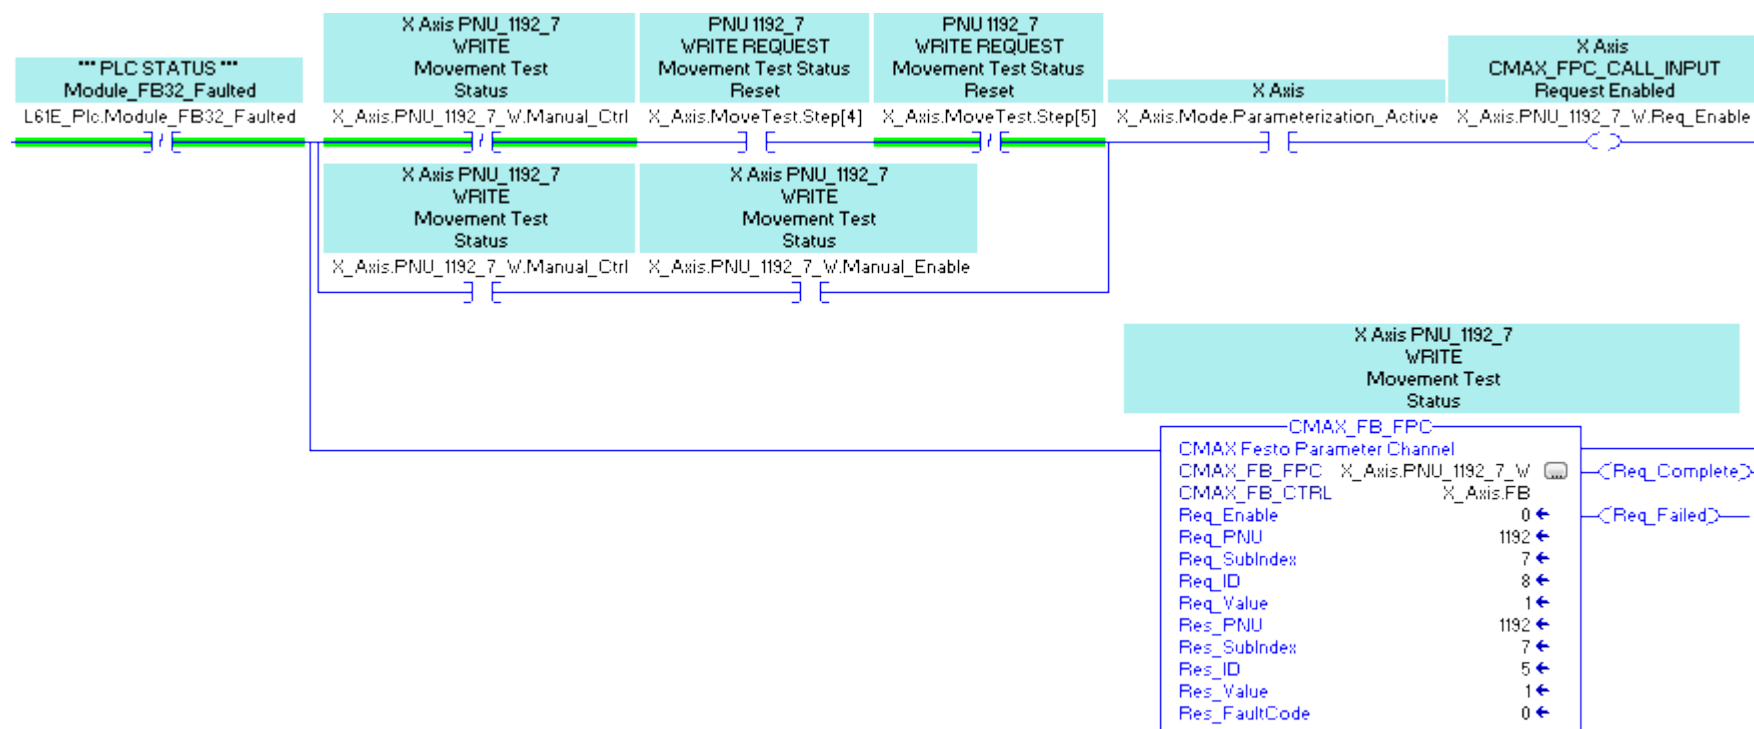 X Axis PNU_1192_7
WRITE
Movement Test
Status
PNU 1192_7
WRITE REQUEST
Movement Test Status
Reset
PNU 1192_7
WRITE REQUEST
Movement Test Status
Reset
*** PLC STATUS ***
Module_FB32_Faulted
X Axis
X Axis
CMAX_FPC_CALL_INPUT
Request Enabled
L61E_Plc.Module_FB32_Faulted
X_Axis.PNU_1192_7_W.Manual_Ctrl
X_Axis.MoveTest.Step[4]
X_Axis.MoveTest.Step[5]
X_Axis.Mode.Parameterization_Active
X_Axis.PNU_1192_7_W.Req_Enable
X Axis PNU_1192_7
WRITE
Movement Test
Status
X Axis PNU_1192_7
WRITE
Movement Test
Status
X_Axis.PNU_1192_7_W.Manual_Ctrl
X_Axis.PNU_1192_7_W.Manual_Enable
X Axis PNU_1192_7
WRITE
Movement Test
Status
CMAX_FB_FPC
CMAX Festo Parameter Channel
CMAX_FB_FPC X_Axis.PNU_1192_7_W ...
Req_Complete
CMAX_FB_CTRL X_Axis.FB
Req_Enable 0
Req_Failed
Req_PNU 1192
Req_SubIndex 7
Req_ID 8
Req_Value 1
Res_PNU 1192
Res_SubIndex 7
Res_ID 5
Res_Value 1
Res_FaultCode 0